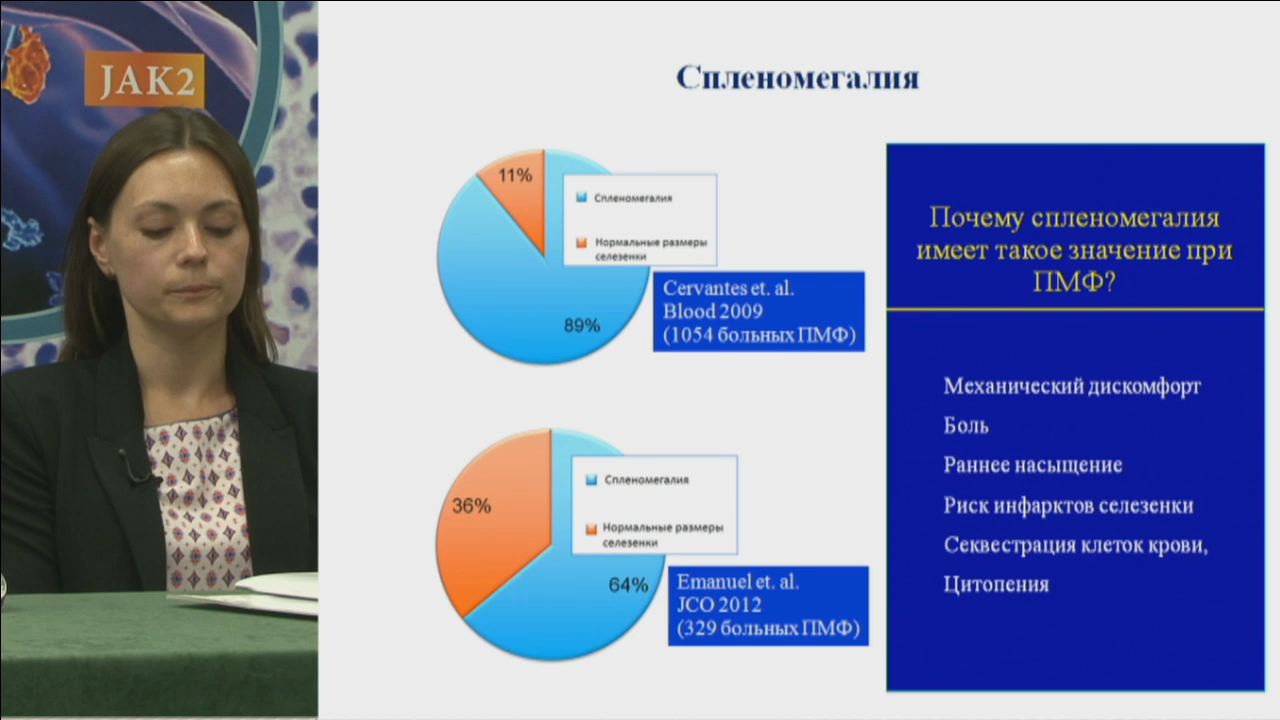 JAK2
Спленомегалия
11%
Спленомегалия
Нормальные размеры
селезенки
89%
Cervantes et. al.
Blood 2009
(1054 больных ПМФ)
36%
Спленомегалия
Нормальные размеры
селезенки
64%
Emanuel et. al.
JCO 2012
(329 больных ПМФ)
Почему спленомегалия
имеет такое значение при
ПМФ?
Механический дискомфорт
Боль
Раннее насыщение
Риск инфарктов селезенки
Секвестрация клеток крови,
Цитопения